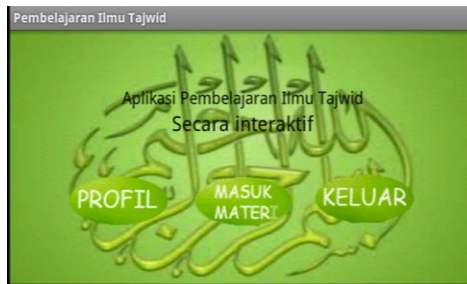 Pembelajaran Ilmu Tajwid
Aplikasi Pembelajaran Ilmu Tajwid
Secara interaktif
PROFIL
MASUK
MATERI
KELUAR